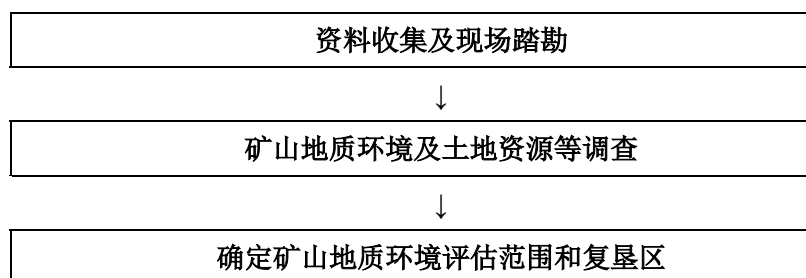 资料收集及现场踏勘
↓
矿山地质环境及土地资源等调查
↓
确定矿山地质环境评估范围和复垦区